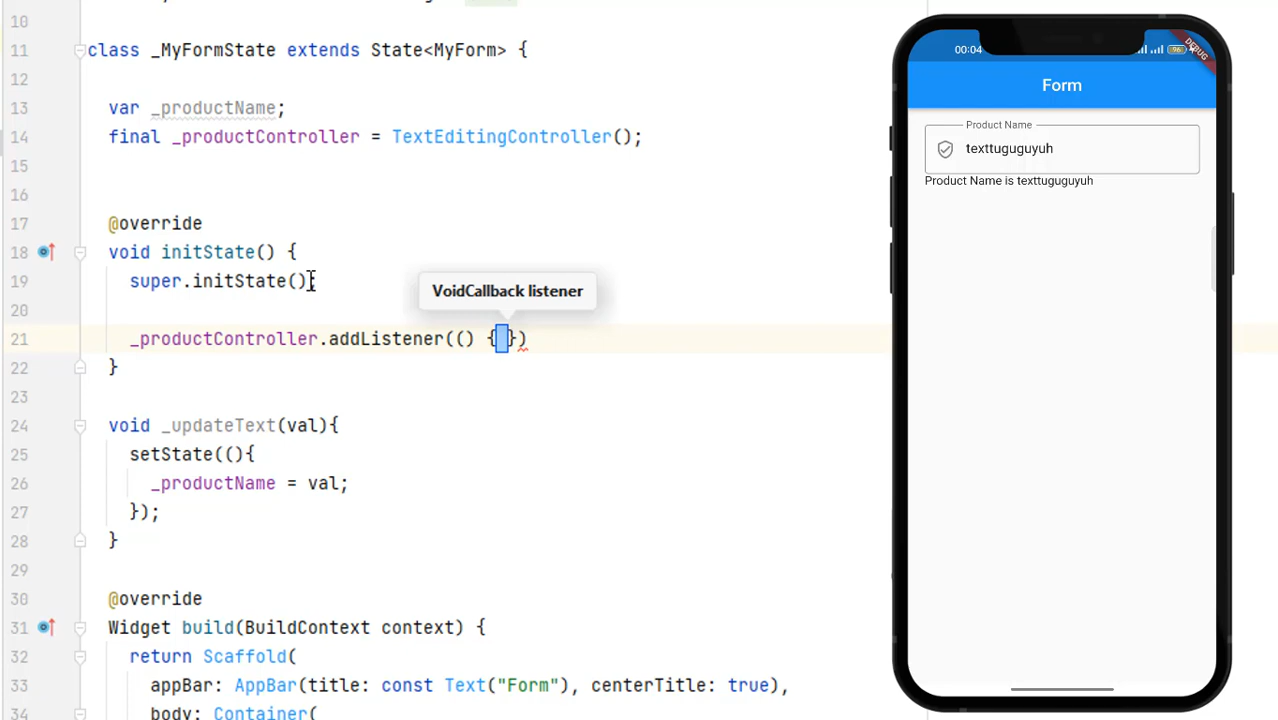 10
11 class _MyFormState extends State<MyForm> {
12
13 var _productName;
14 final _productController = TextEditingController();
15
16
17 @override
18 void initState() {
19 super.initState()
20
21 _productController.addListener(() { })
22 }
23
24 void _updateText(val){
25 setState((){
26 _productName = val;
27 });
28 }
29
30 @override
31 Widget build(BuildContext context) {
32 return Scaffold(
33 appBar: AppBar(title: const Text("Form"), centerTitle: true),
34 body: Container(
VoidCallback listener
00:04
96
DEBUG
Form
Product Name
texttuguguyuh
Product Name is texttuguguyuh